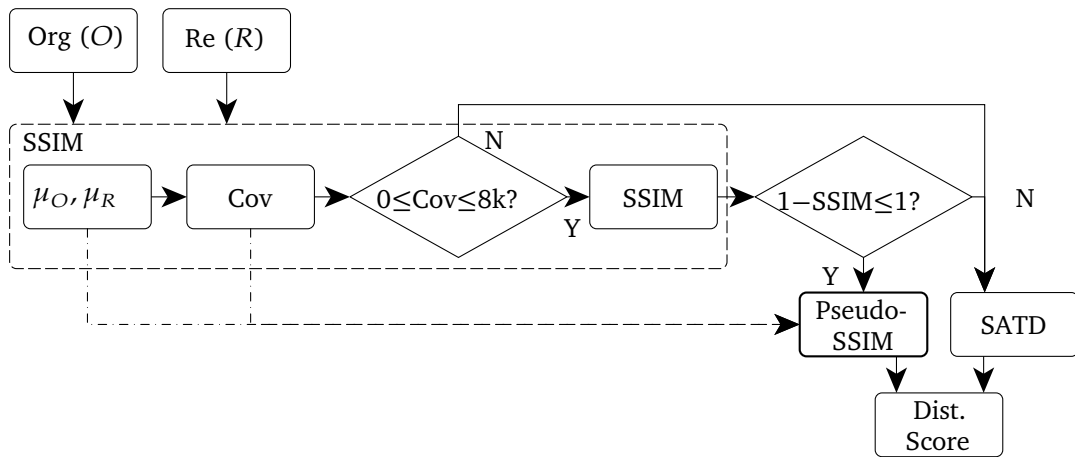 Org (O)
Re (R)
SSIM
N
μO, μR
Cov
0≤Cov≤8k?
Y
SSIM
1−SSIM≤1?
N
Y
Pseudo-
SSIM
SATD
Dist.
Score